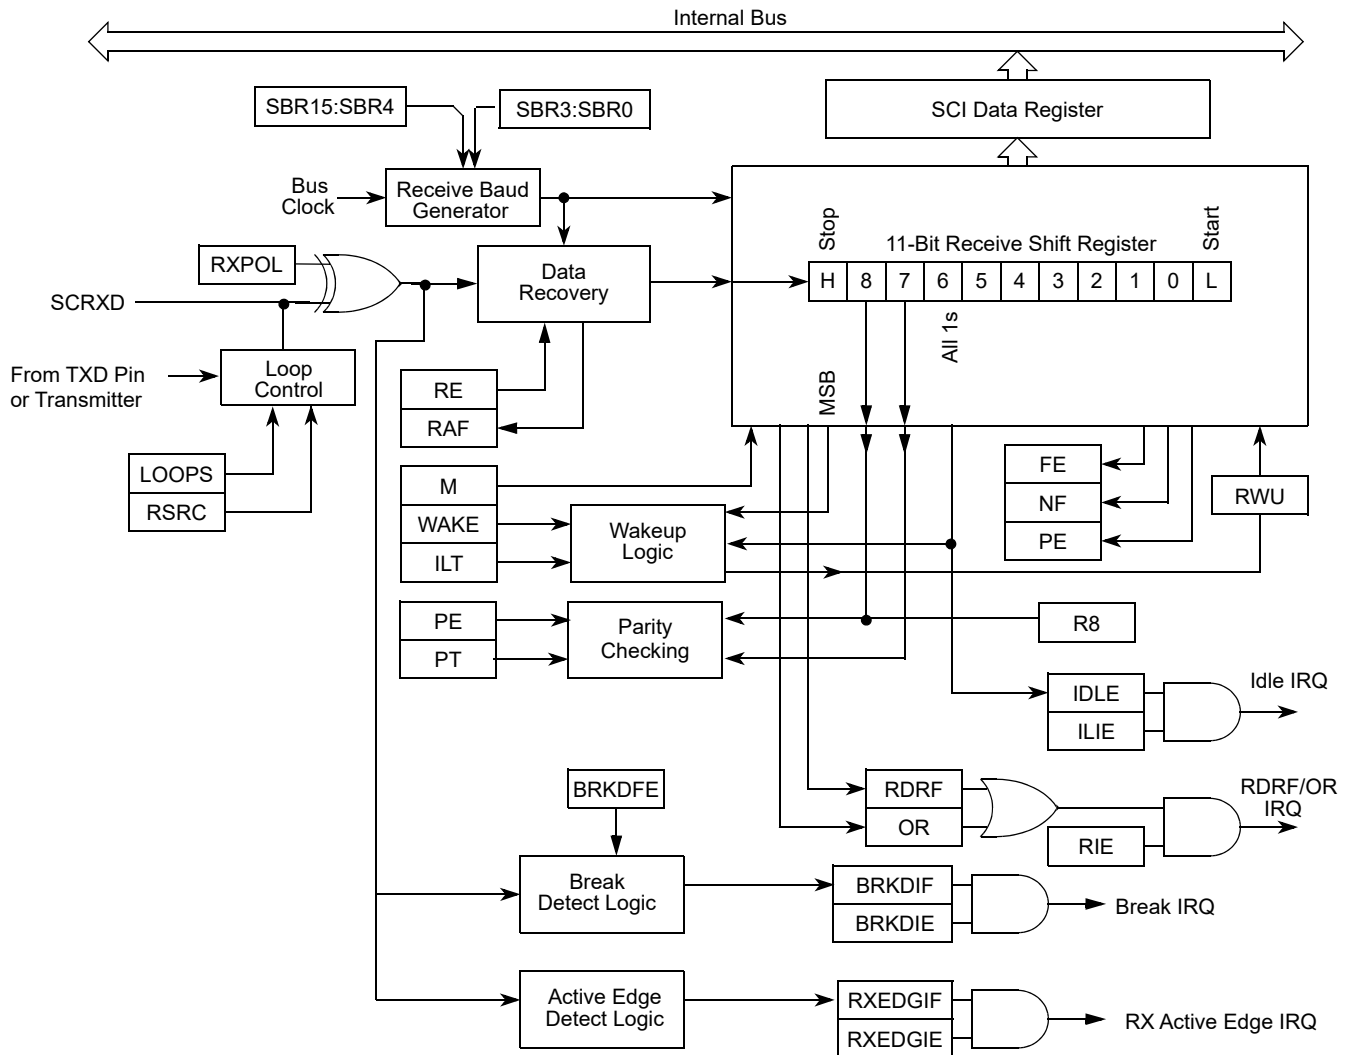 Internal Bus
SBR15:SBR4
SBR3:SBR0
SCI Data Register
Bus
Clock
Receive Baud
Generator
Stop
11-Bit Receive Shift Register
Start
RXPOL
Data
Recovery
H 8 7 6 5 4 3 2 1 0 L
SCRXD
All 1s
From TXD Pin
or Transmitter
Loop
Control
RE
RAF
MSB
LOOPS
RSRC
M
WAKE
ILT
Wakeup
Logic
FE
NF
PE
RWU
PE
PT
Parity
Checking
R8
IDLE
ILIE
Idle IRQ
BRKDFE
RDRF
OR
RIE
RDRF/OR
IRQ
Break
Detect Logic
BRKDIF
BRKDIE
Break IRQ
Active Edge
Detect Logic
RXEDGIF
RXEDGIE
RX Active Edge IRQ